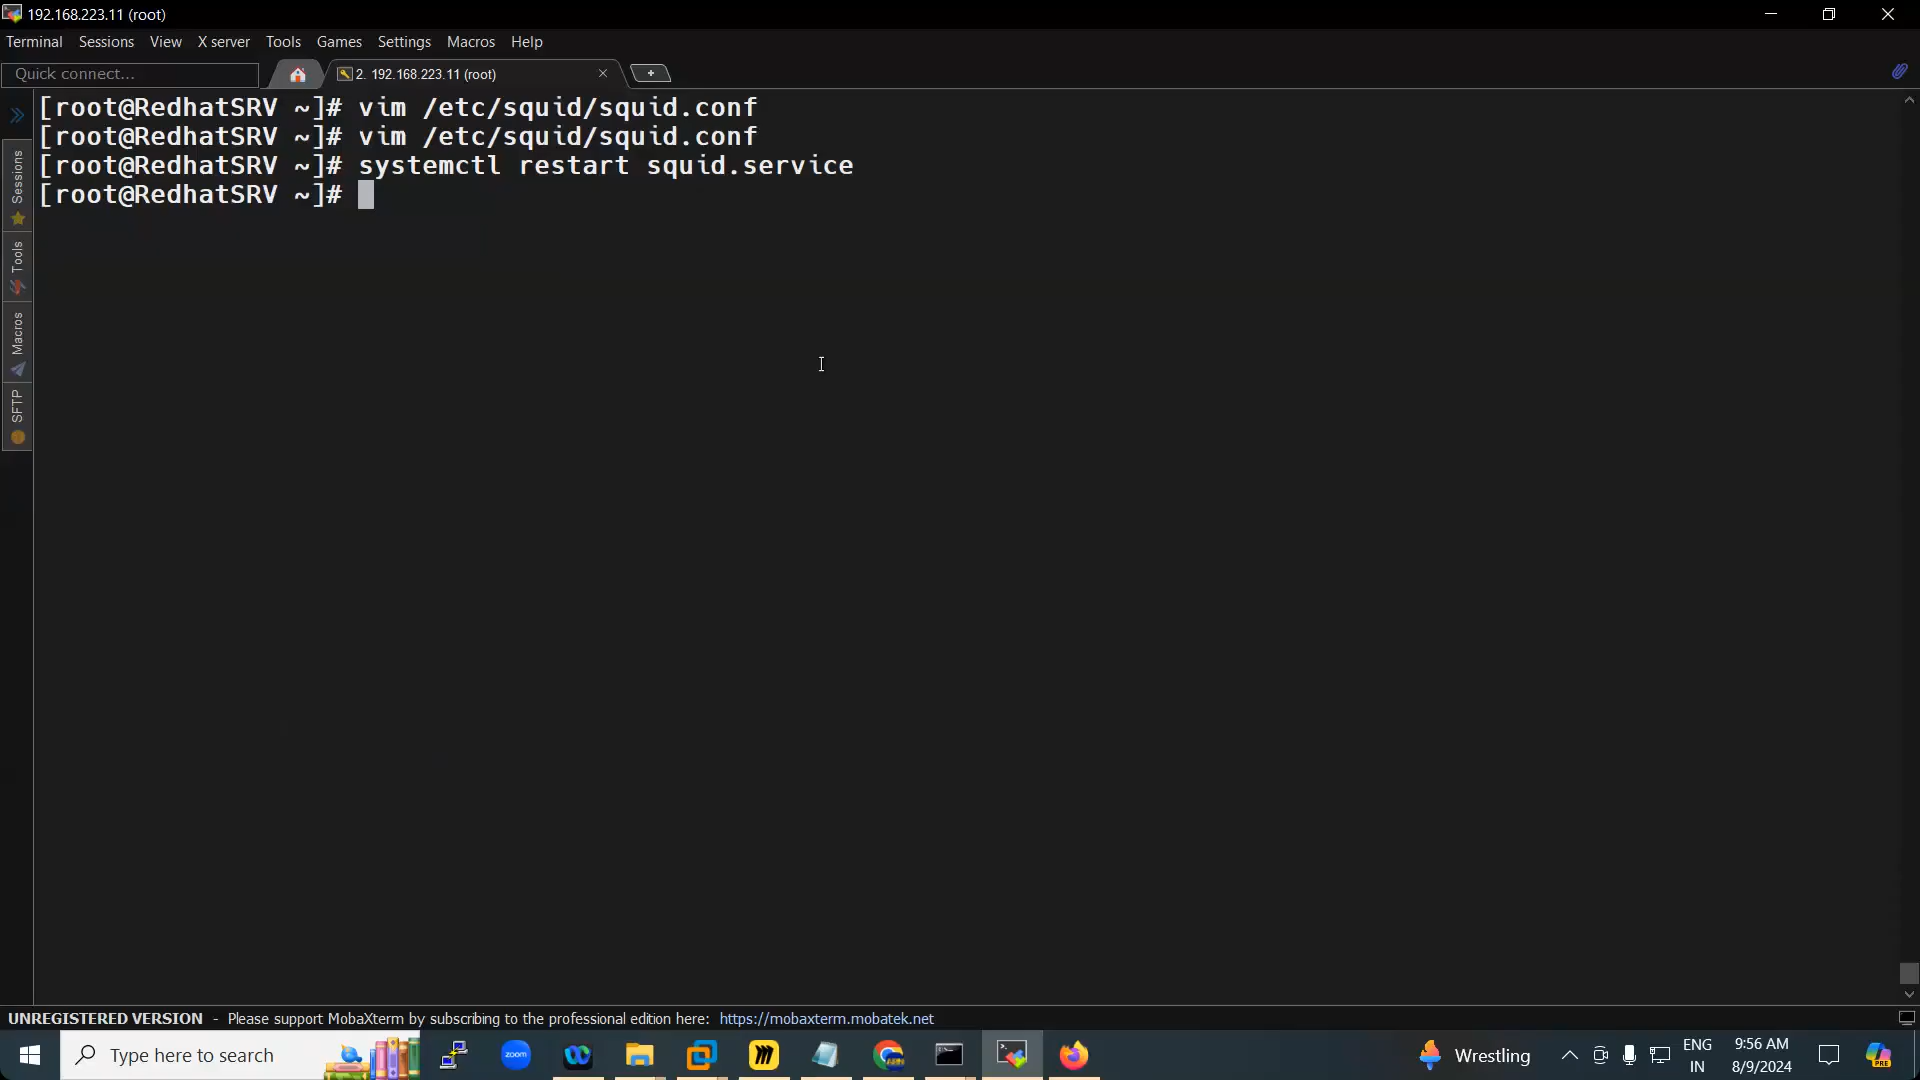 192.168.223.11 (root)
Terminal Sessions View X server Tools Games Settings Macros Help
Quick connect... 2. 192.168.223.11 (root)
[root@RedhatSRV ~]# vim /etc/squid/squid.conf
[root@RedhatSRV ~]# vim /etc/squid/squid.conf
[root@RedhatSRV ~]# systemctl restart squid.service
[root@RedhatSRV ~]#
Sessions
Tools
Macros
SFTP
UNREGISTERED VERSION - Please support MobaXterm by subscribing to the professional edition here: https://mobaxterm.mobatek.net
Type here to search
zoom
Wrestling
ENG
IN
9:56 AM
8/9/2024
PRE